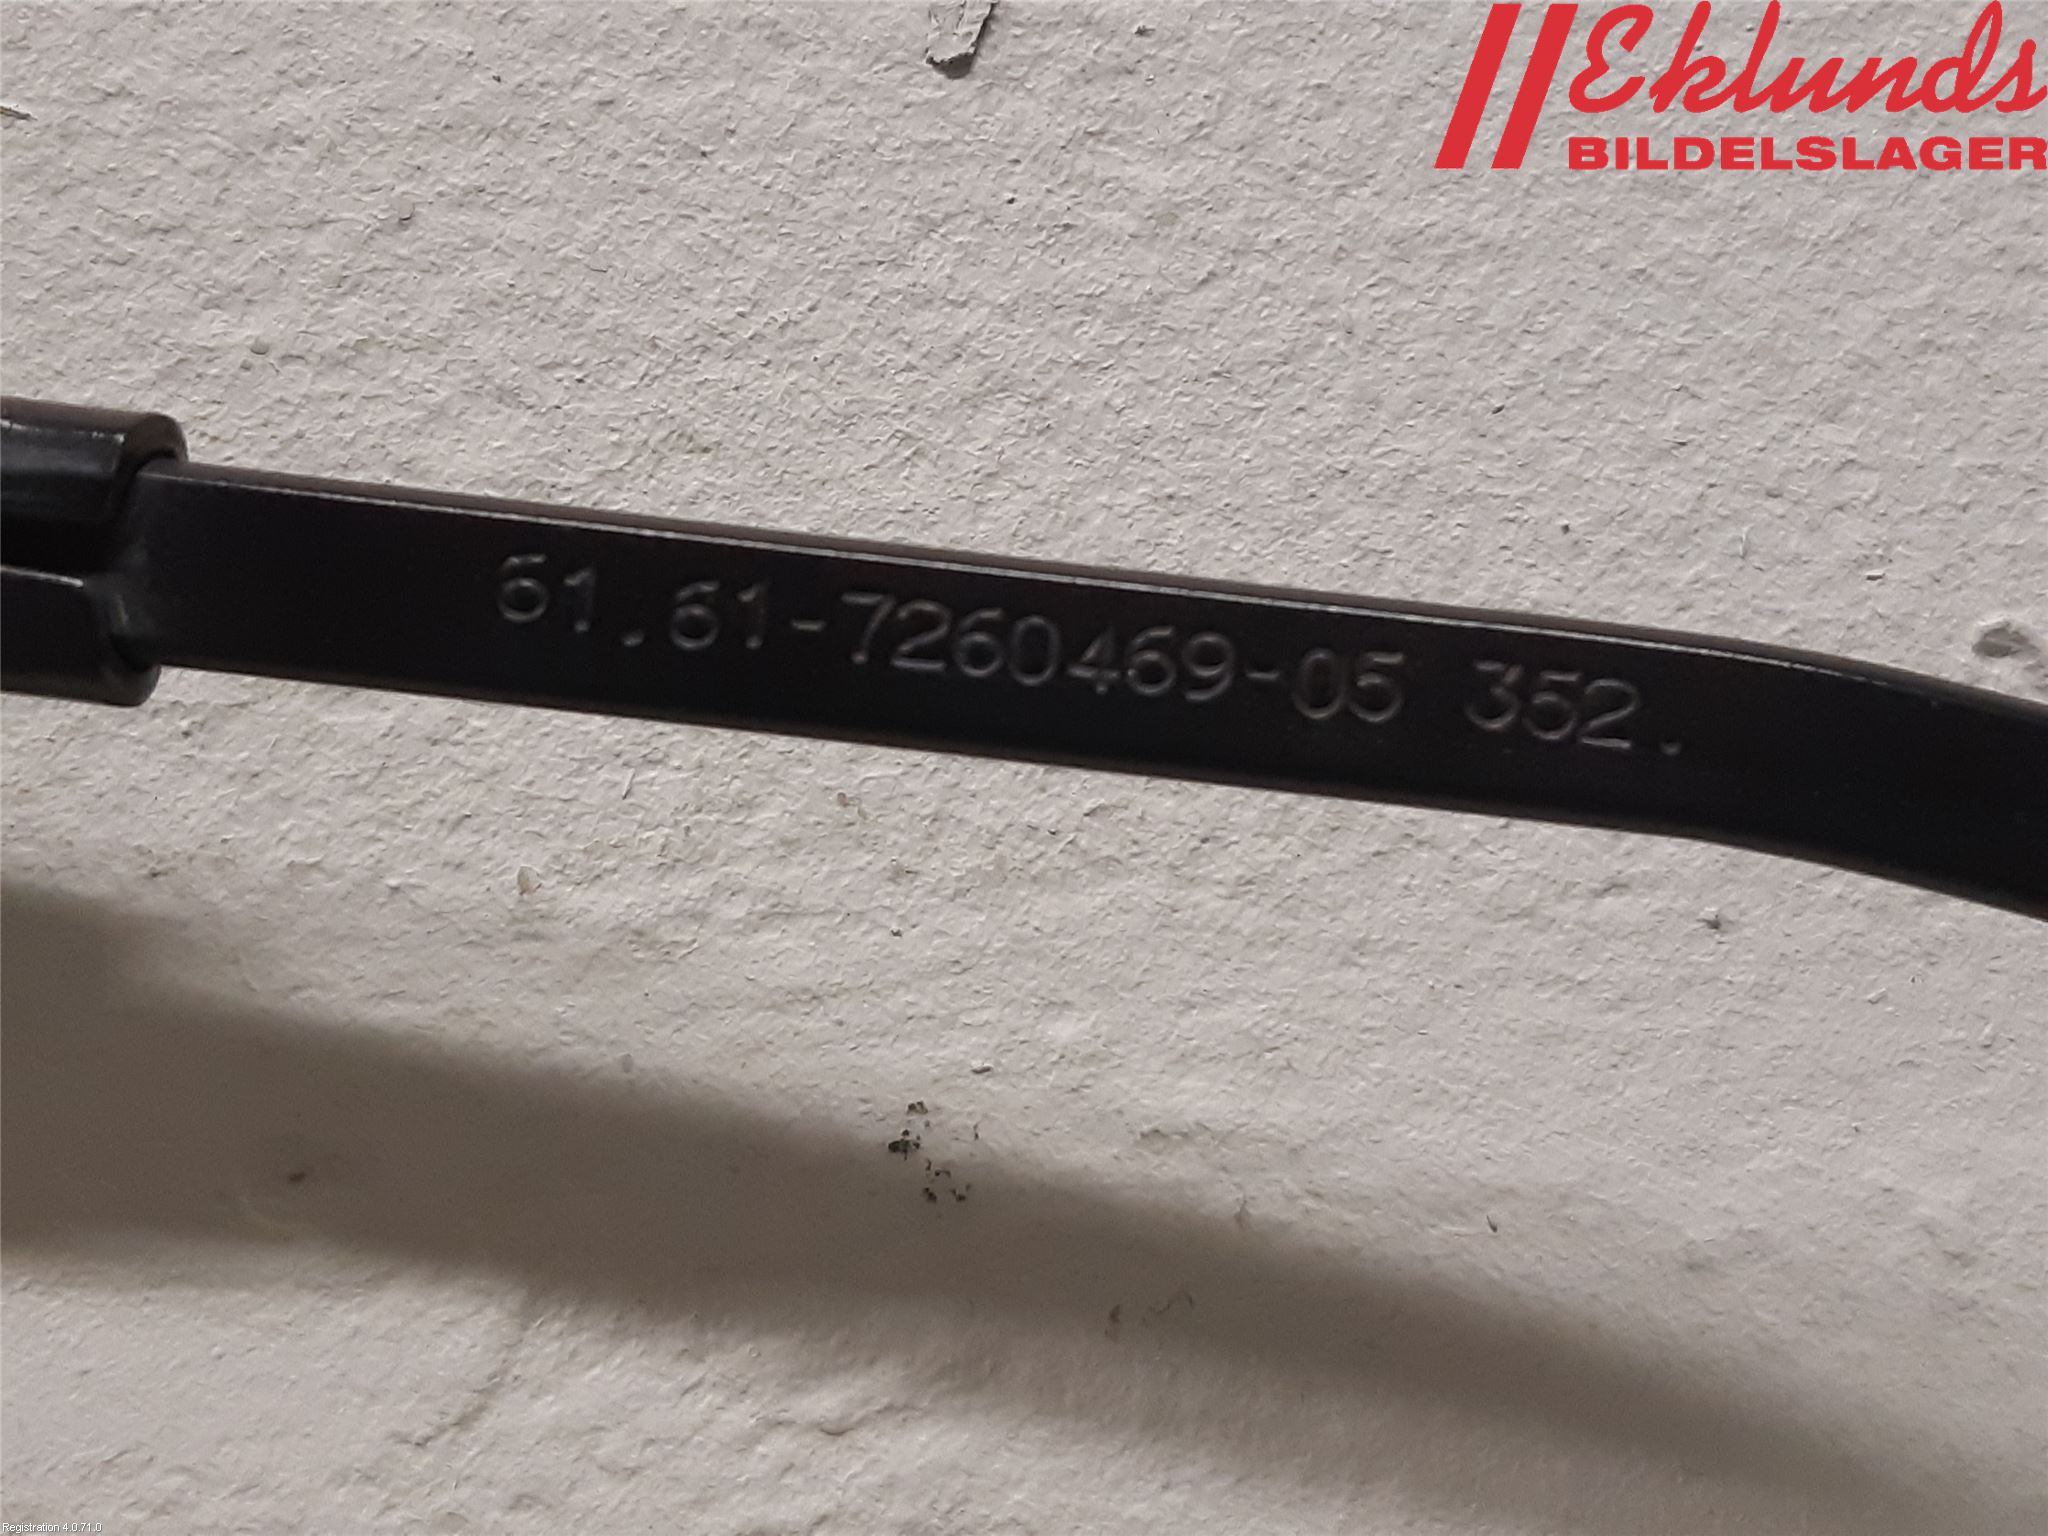 Eklunds
BILDELSLAGER
61.61-7260469-05 352.
Registration 4.0.71.0